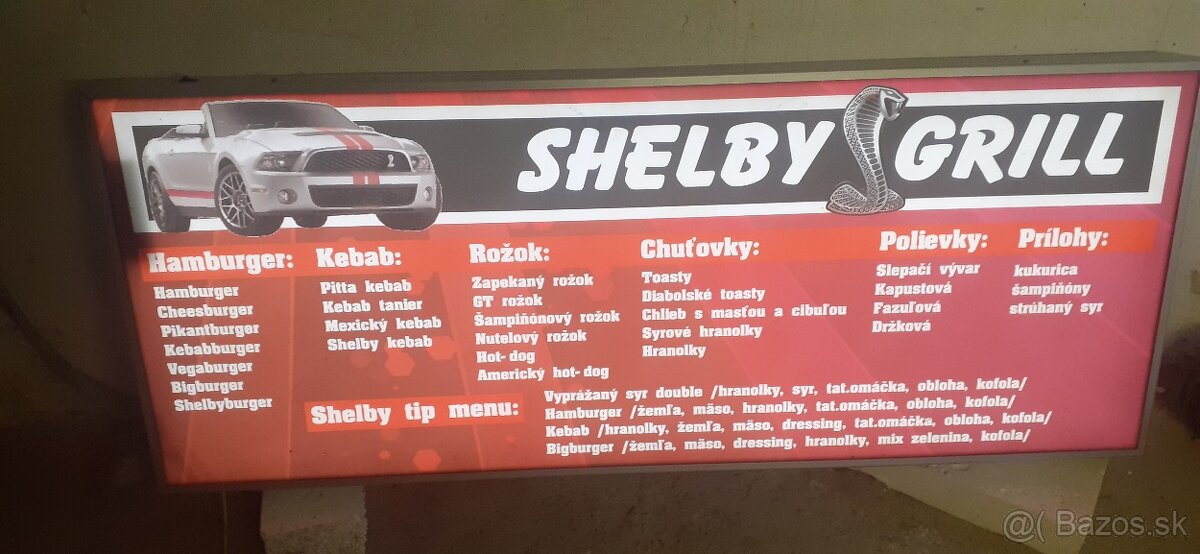 SHELBY GRILL
Hamburger:
Hamburger
Cheesburger
Pikantburger
Kebabburger
Vegaburger
Bigburger
Shelbyburger
Kebab:
Pitta kebab
Kebab tanier
Mexický kebab
Shelby kebab
Rožok:
Zapekaný rožok
GT rožok
Šampiňónový rožok
Nutelový rožok
Hot-dog
Americký hot-dog
Chuťovky:
Toasty
Diabolské toasty
Chlieb s masťou a cibuľou
Syrové hranolky
Hranolky
Polievky:
Slepačí vývar
Kapustová
Fazuľová
Držková
Prílohy:
kukurica
šampiňóny
strúhaný syr
Shelby tip menu:
Vyprážaný syr double /hranolky, syr, tat.omáčka, obloha, kofola/
Hamburger /žemľa, mäso, hranolky, tat.omáčka, obloha, kofola/
Kebab /hranolky, žemľa, mäso, dressing, tat.omáčka, obloha, kofola/
Bigburger /žemľa, mäso, dressing, hranolky, mix zelenina, kofola/
@( Bazos.sk